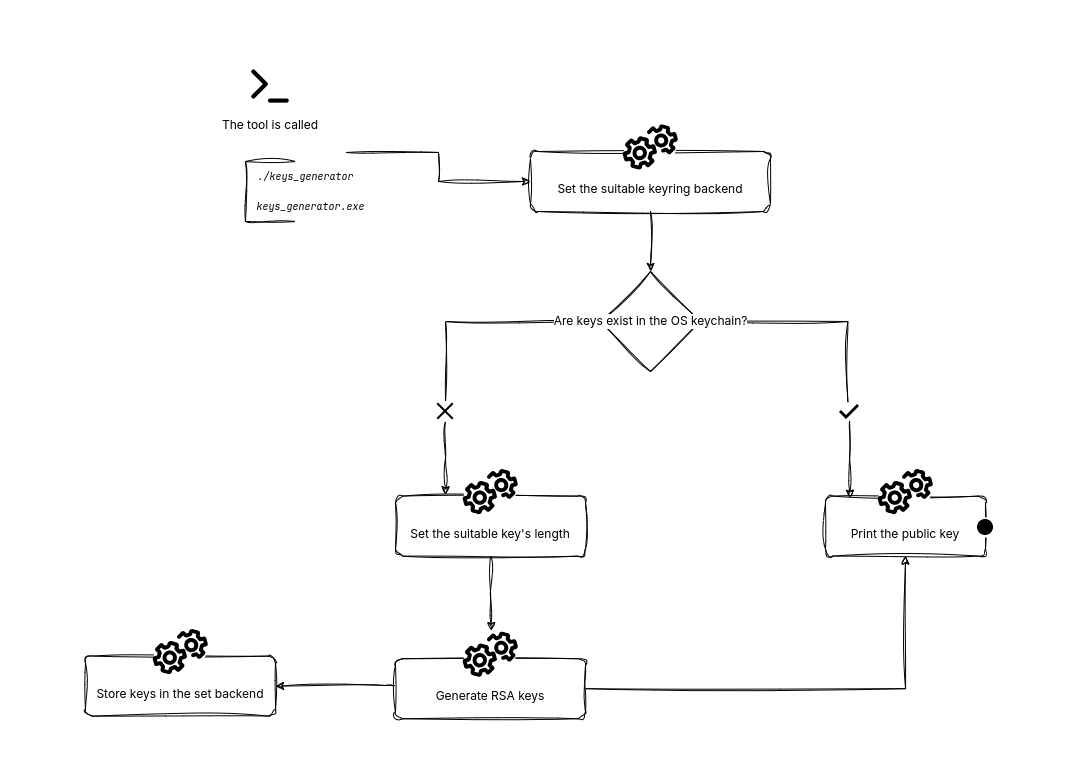 The tool is called
./keys_generator
keys_generator.exe
Set the suitable keyring backend
Are keys exist in the OS keychain?
Set the suitable key's length
Print the public key
Store keys in the set backend
Generate RSA keys